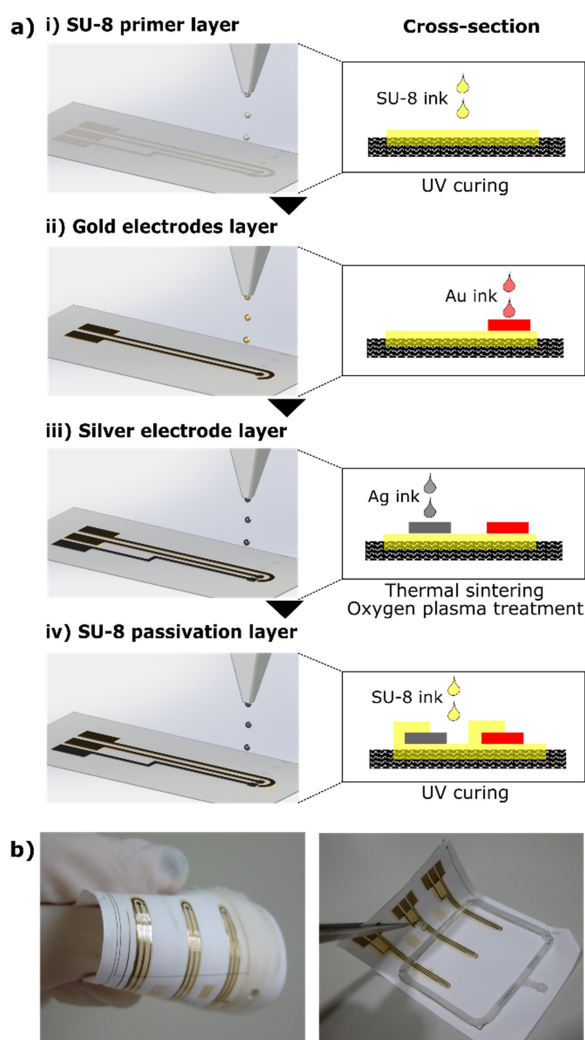 a) i) SU-8 primer layer
Cross-section
SU-8 ink
UV curing
ii) Gold electrodes layer
Au ink
iii) Silver electrode layer
Ag ink
Thermal sintering
Oxygen plasma treatment
iv) SU-8 passivation layer
SU-8 ink
UV curing
b)